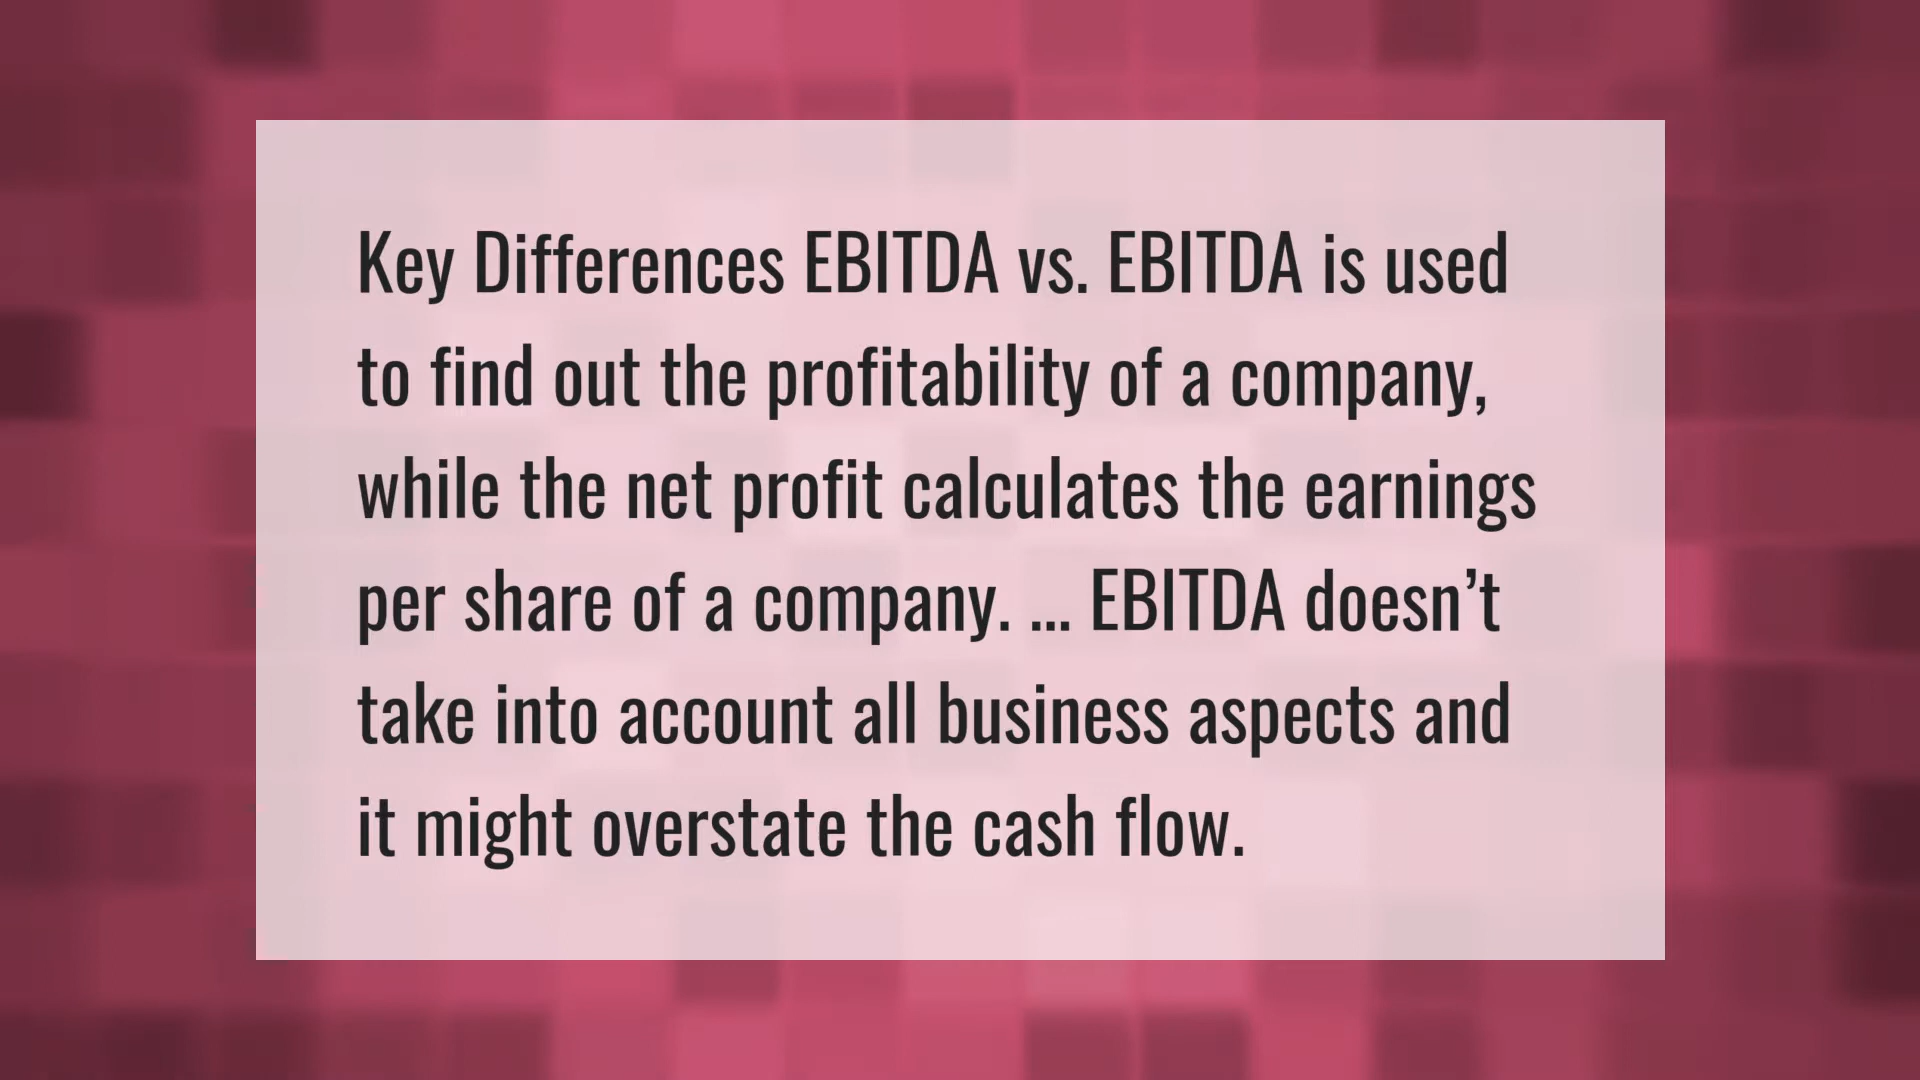 Key Differences EBITDA vs. EBITDA is used
to find out the profitability of a company,
while the net profit calculates the earnings
per share of a company. ... EBITDA doesn’t
take into account all business aspects and
it might overstate the cash flow.